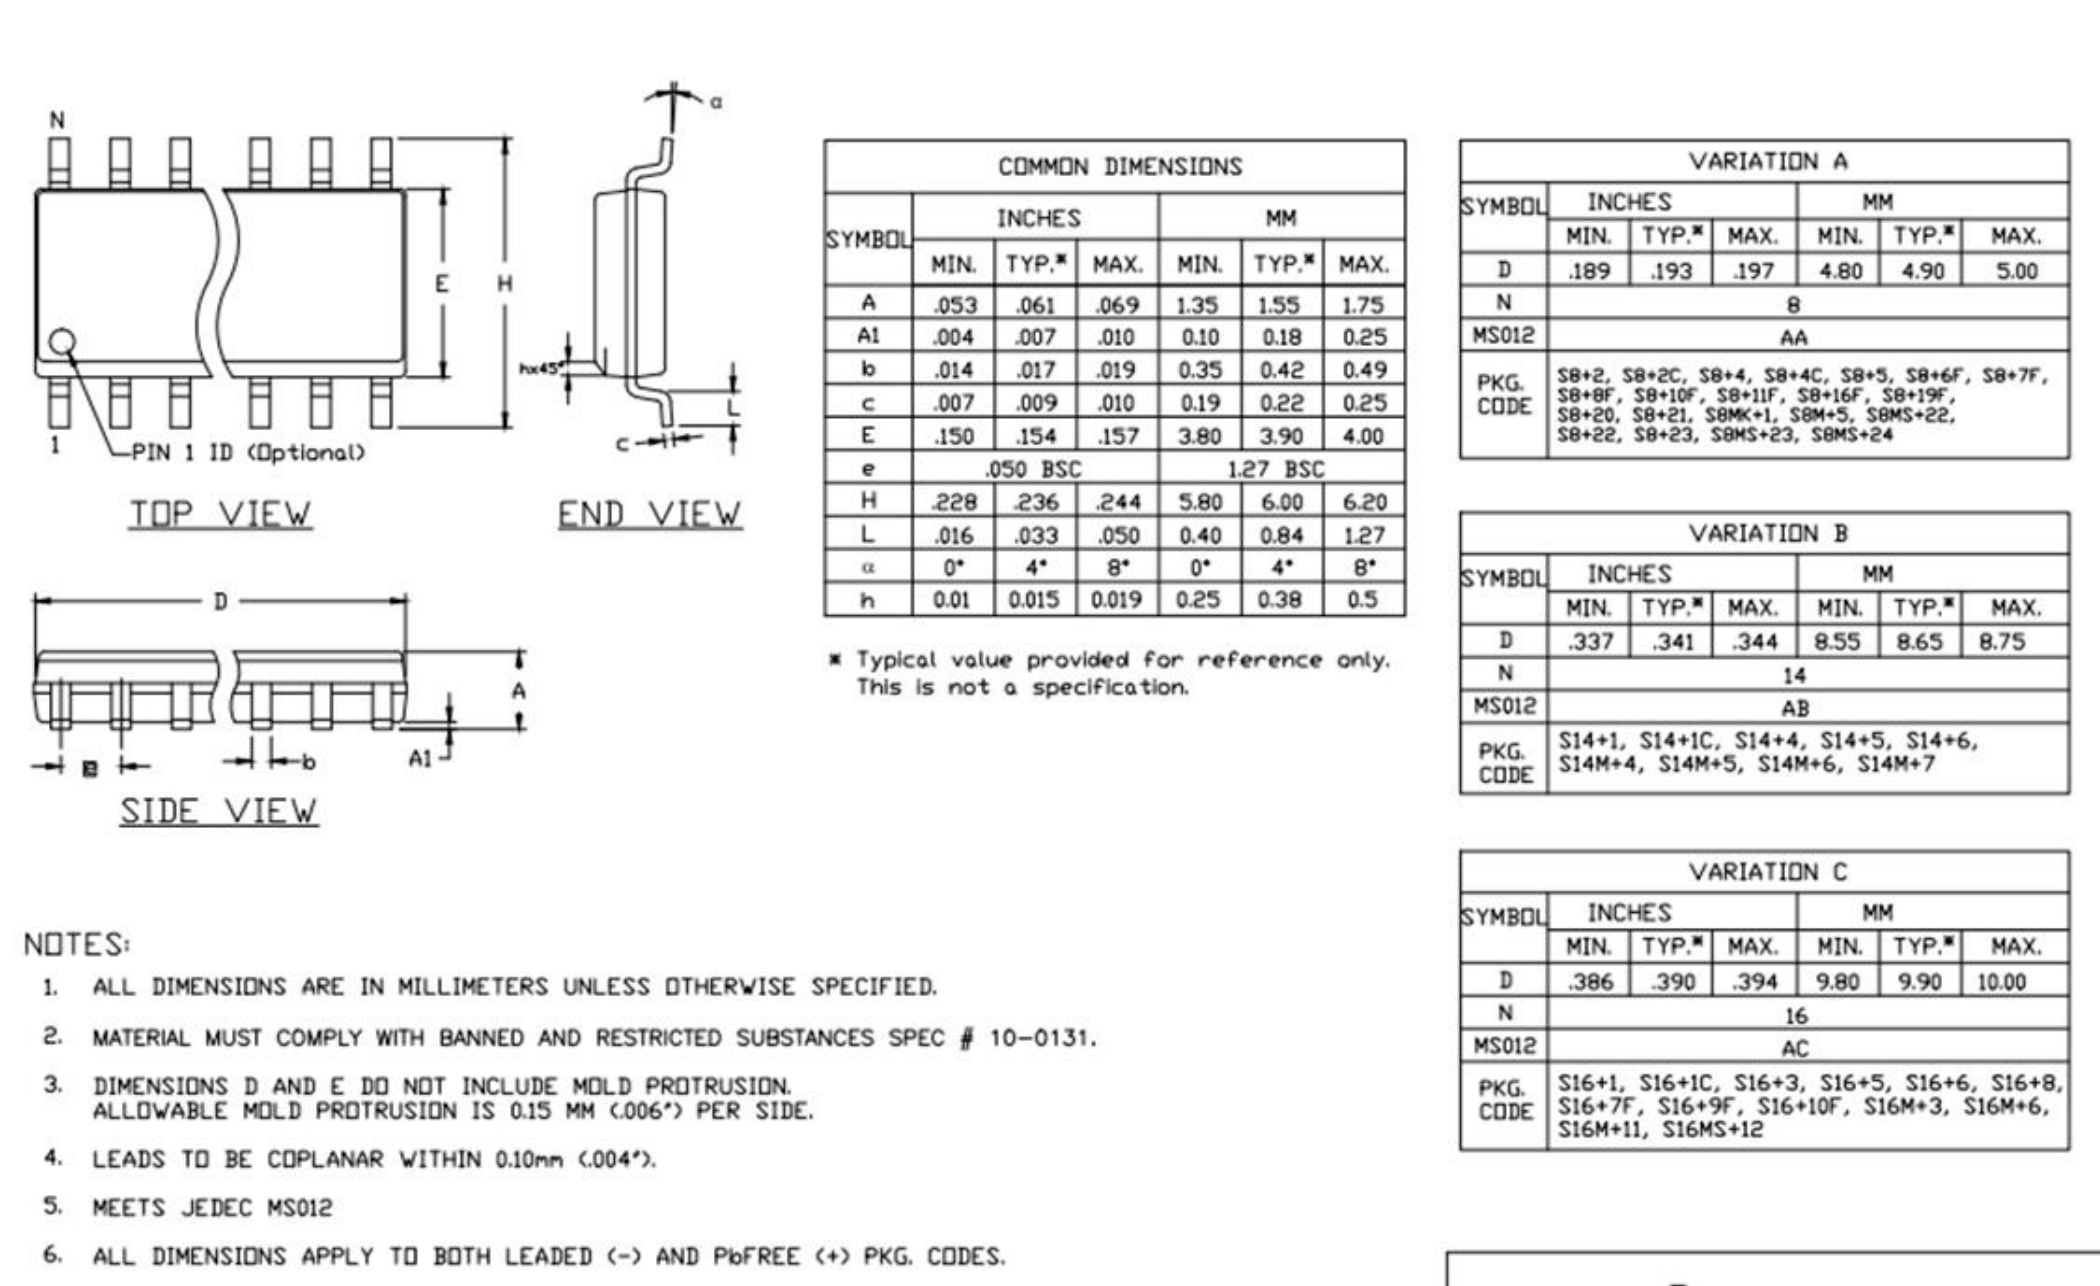 N
α
E
H
hx45°
L
c
1
PIN 1 ID (Optional)
TOP VIEW
END VIEW
D
A
A1
e
b
SIDE VIEW
COMMON DIMENSIONS
SYMBOL INCHES MM
MIN. TYP.* MAX. MIN. TYP.* MAX.
A .053 .061 .069 1.35 1.55 1.75
A1 .004 .007 .010 0.10 0.18 0.25
b .014 .017 .019 0.35 0.42 0.49
c .007 .009 .010 0.19 0.22 0.25
E .150 .154 .157 3.80 3.90 4.00
e .050 BSC 1.27 BSC
H .228 .236 .244 5.80 6.00 6.20
L .016 .033 .050 0.40 0.84 1.27
α 0° 4° 8° 0° 4° 8°
h 0.01 0.015 0.019 0.25 0.38 0.5
* Typical value provided for reference only.
This is not a specification.
VARIATION A
SYMBOL INCHES MM
MIN. TYP.* MAX. MIN. TYP.* MAX.
D .189 .193 .197 4.80 4.90 5.00
N 8
MS012 AA
PKG. CODE S8+2, S8+2C, S8+4, S8+4C, S8+5, S8+6F, S8+7F,
S8+8F, S8+10F, S8+11F, S8+16F, S8+19F,
S8+20, S8+21, S8MK+1, S8M+5, S8MS+22,
S8+22, S8+23, S8MS+23, S8MS+24
VARIATION B
SYMBOL INCHES MM
MIN. TYP.* MAX. MIN. TYP.* MAX.
D .337 .341 .344 8.55 8.65 8.75
N 14
MS012 AB
PKG. CODE S14+1, S14+1C, S14+4, S14+5, S14+6,
S14M+4, S14M+5, S14M+6, S14M+7
VARIATION C
SYMBOL INCHES MM
MIN. TYP.* MAX. MIN. TYP.* MAX.
D .386 .390 .394 9.80 9.90 10.00
N 16
MS012 AC
PKG. CODE S16+1, S16+1C, S16+3, S16+5, S16+6, S16+8,
S16+7F, S16+9F, S16+10F, S16M+3, S16M+6,
S16M+11, S16MS+12
NOTES:
1. ALL DIMENSIONS ARE IN MILLIMETERS UNLESS OTHERWISE SPECIFIED.
2. MATERIAL MUST COMPLY WITH BANNED AND RESTRICTED SUBSTANCES SPEC # 10-0131.
3. DIMENSIONS D AND E DO NOT INCLUDE MOLD PROTRUSION.
ALLOWABLE MOLD PROTRUSION IS 0.15 MM (.006") PER SIDE.
4. LEADS TO BE COPLANAR WITHIN 0.10mm (.004").
5. MEETS JEDEC MS012
6. ALL DIMENSIONS APPLY TO BOTH LEADED (-) AND PbFREE (+) PKG. CODES.